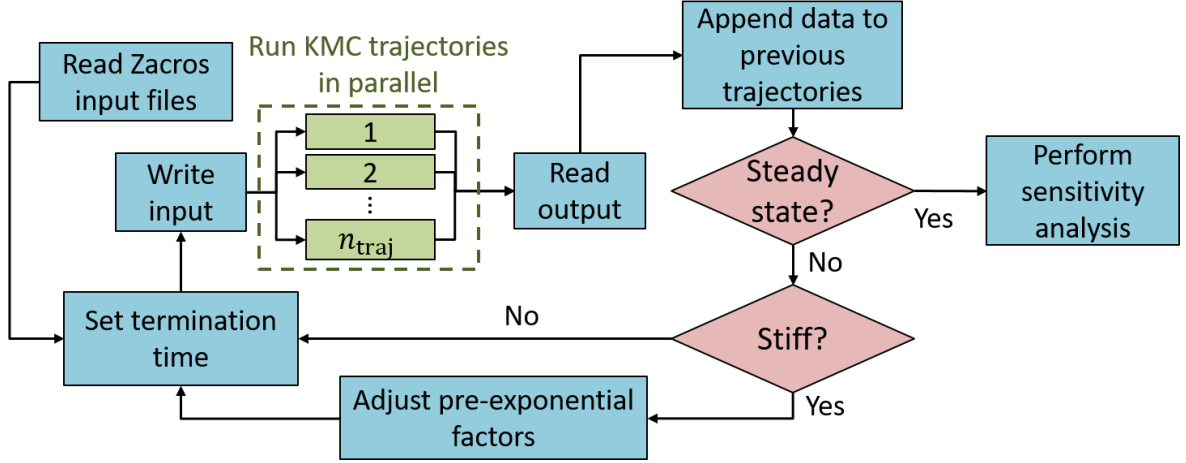 Read Zacros
input files
Run KMC trajectories
in parallel
1
2
⋮
n_traj
Write
input
Read
output
Append data to
previous
trajectories
Steady
state?
Yes
Perform
sensitivity
analysis
No
Stiff?
No
Yes
Set termination
time
Adjust pre-exponential
factors